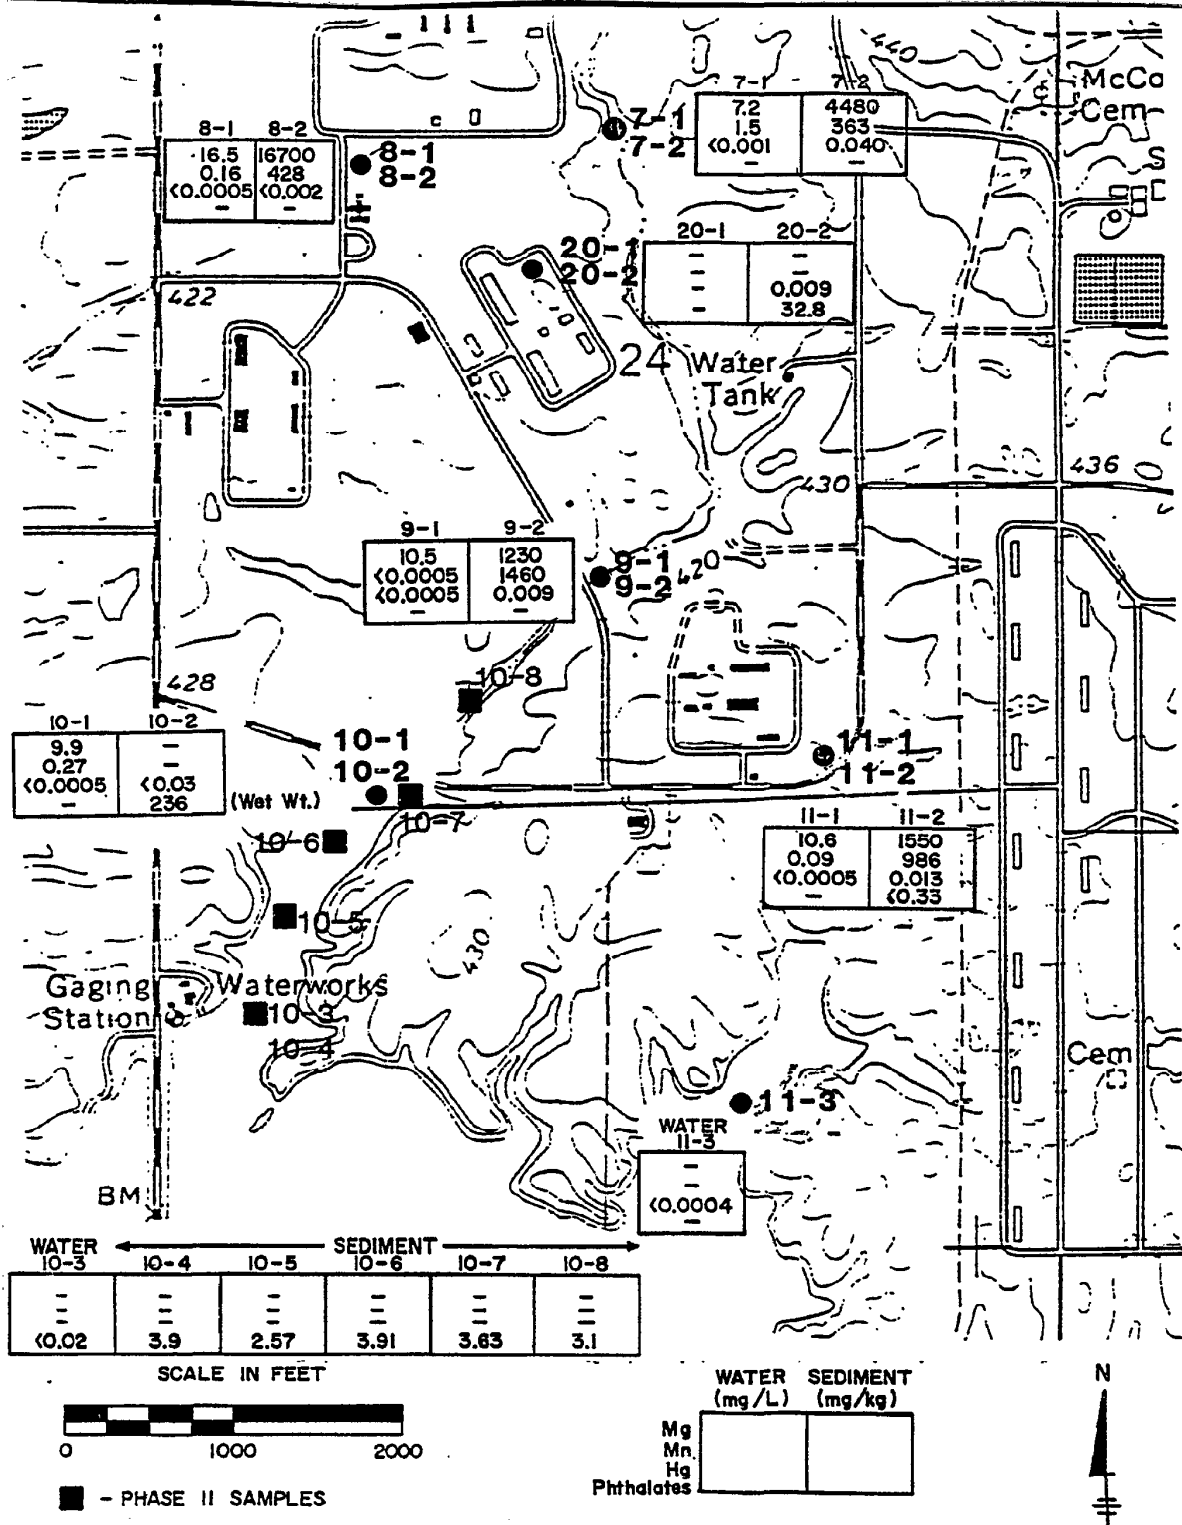 440
McCa
Cem
7-1 7-2
7.2 4480
1.5 363
<0.001 0.040
- -
7-1
7-2
8-1 8-2
16.5 16700
0.16 428
<0.0005 <0.002
- -
8-1
8-2
S
20-1
20-2
20-1 20-2
- -
- -
- 0.009
- 32.8
422
24
Water
Tank
430
436
9-1 9-2
10.5 1230
<0.0005 1460
<0.0005 0.009
- -
9-1
9-2
420
10-8
428
10-1 10-2
9.9 -
0.27 -
<0.0005 <0.03
- 236
(Wet Wt.)
10-1
10-2
10-7
11-1
11-2
10-6
11-1 11-2
10.6 1550
0.09 986
<0.0005 0.013
- <0.33
10-5
430
Gaging
Station
Waterworks
10-3
10-4
Cem
11-3
WATER
11-3
-
-
<0.0004
-
BM
WATER SEDIMENT
10-3 10-4 10-5 10-6 10-7 10-8
- - - - - -
- - - - - -
- - - - - -
<0.02 3.9 2.57 3.91 3.63 3.1
SCALE IN FEET
0 1000 2000
- PHASE II SAMPLES
WATER SEDIMENT
(mg/L) (mg/kg)
Mg
Mn
Hg
Phthalates
N